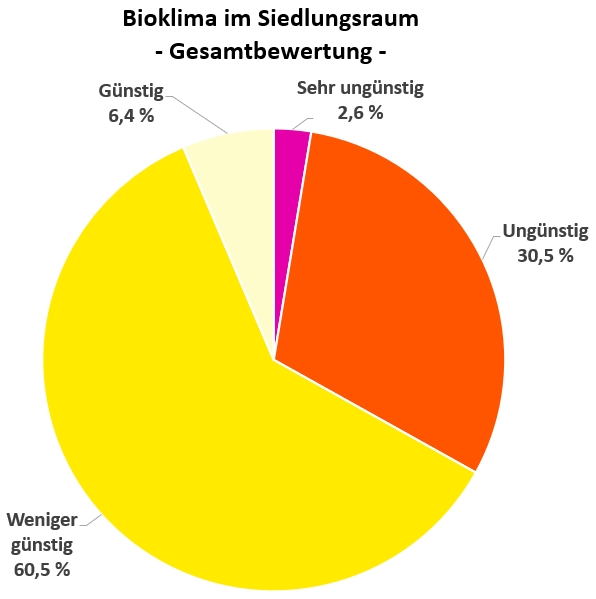 Bioklima im Siedlungsraum
- Gesamtbewertung -
Günstig
6,4 %
Sehr ungünstig
2,6 %
Ungünstig
30,5 %
Weniger
günstig
60,5 %